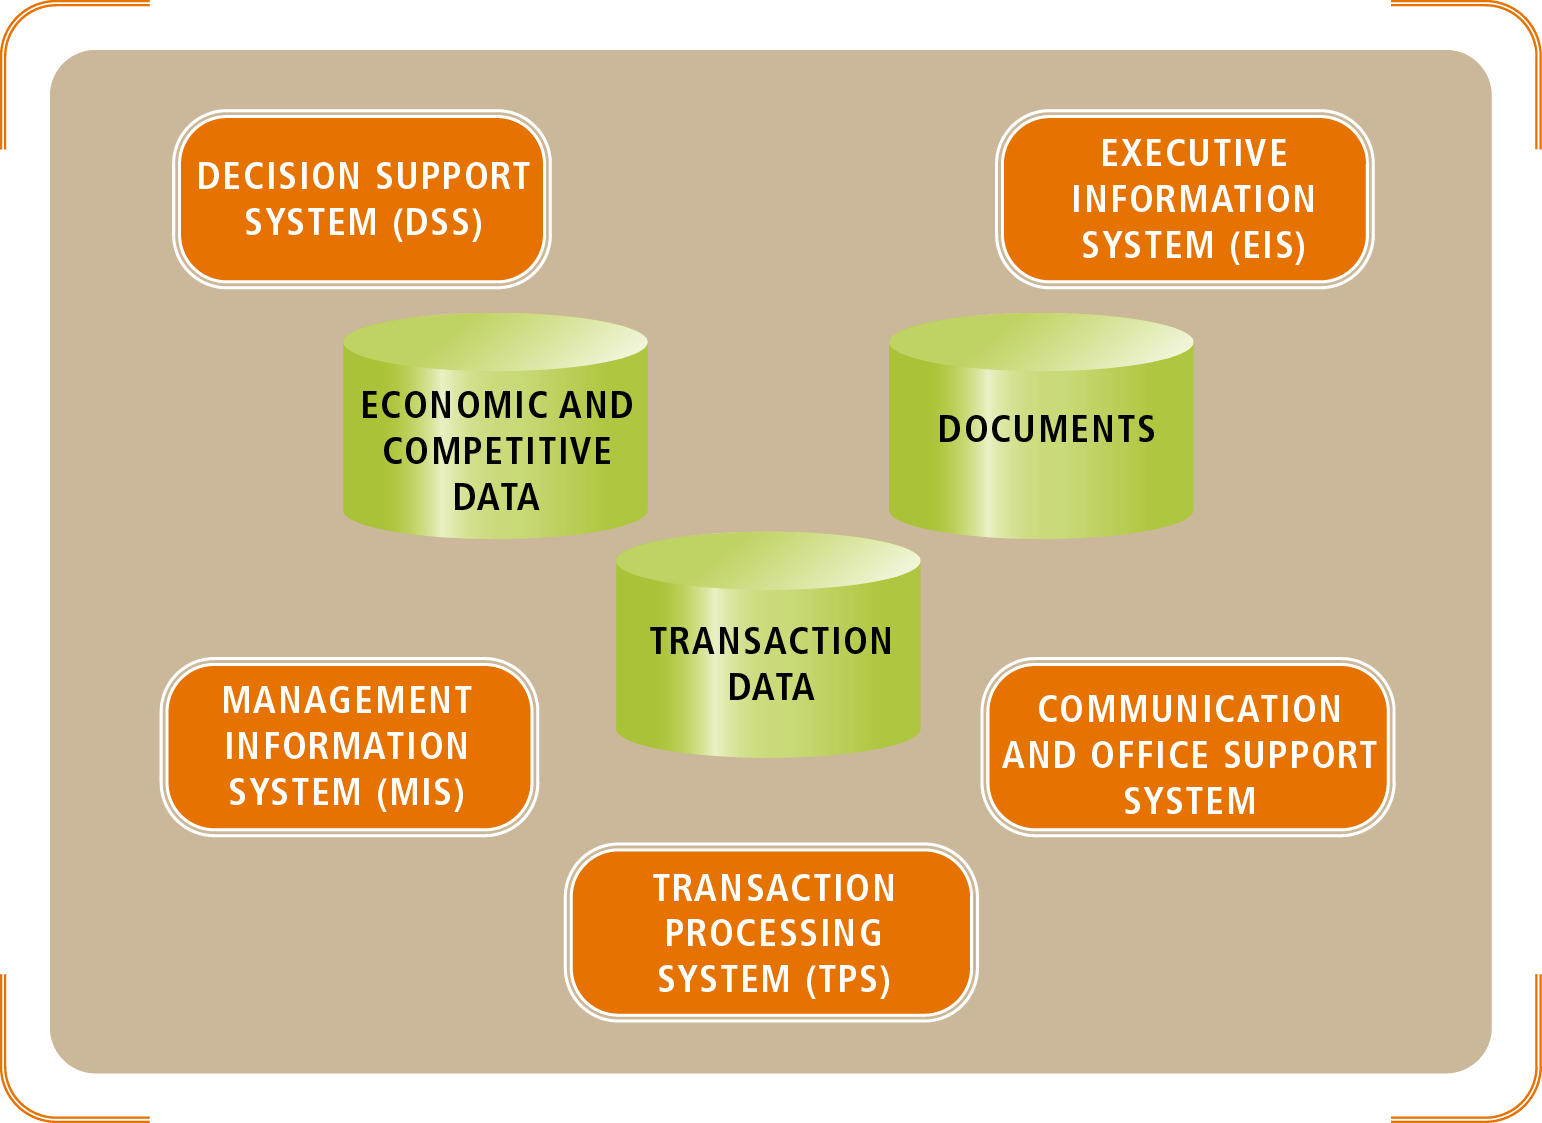 DECISION SUPPORT
SYSTEM (DSS)
EXECUTIVE
INFORMATION
SYSTEM (EIS)
ECONOMIC AND
COMPETITIVE
DATA
DOCUMENTS
TRANSACTION
DATA
MANAGEMENT
INFORMATION
SYSTEM (MIS)
COMMUNICATION
AND OFFICE SUPPORT
SYSTEM
TRANSACTION
PROCESSING
SYSTEM (TPS)